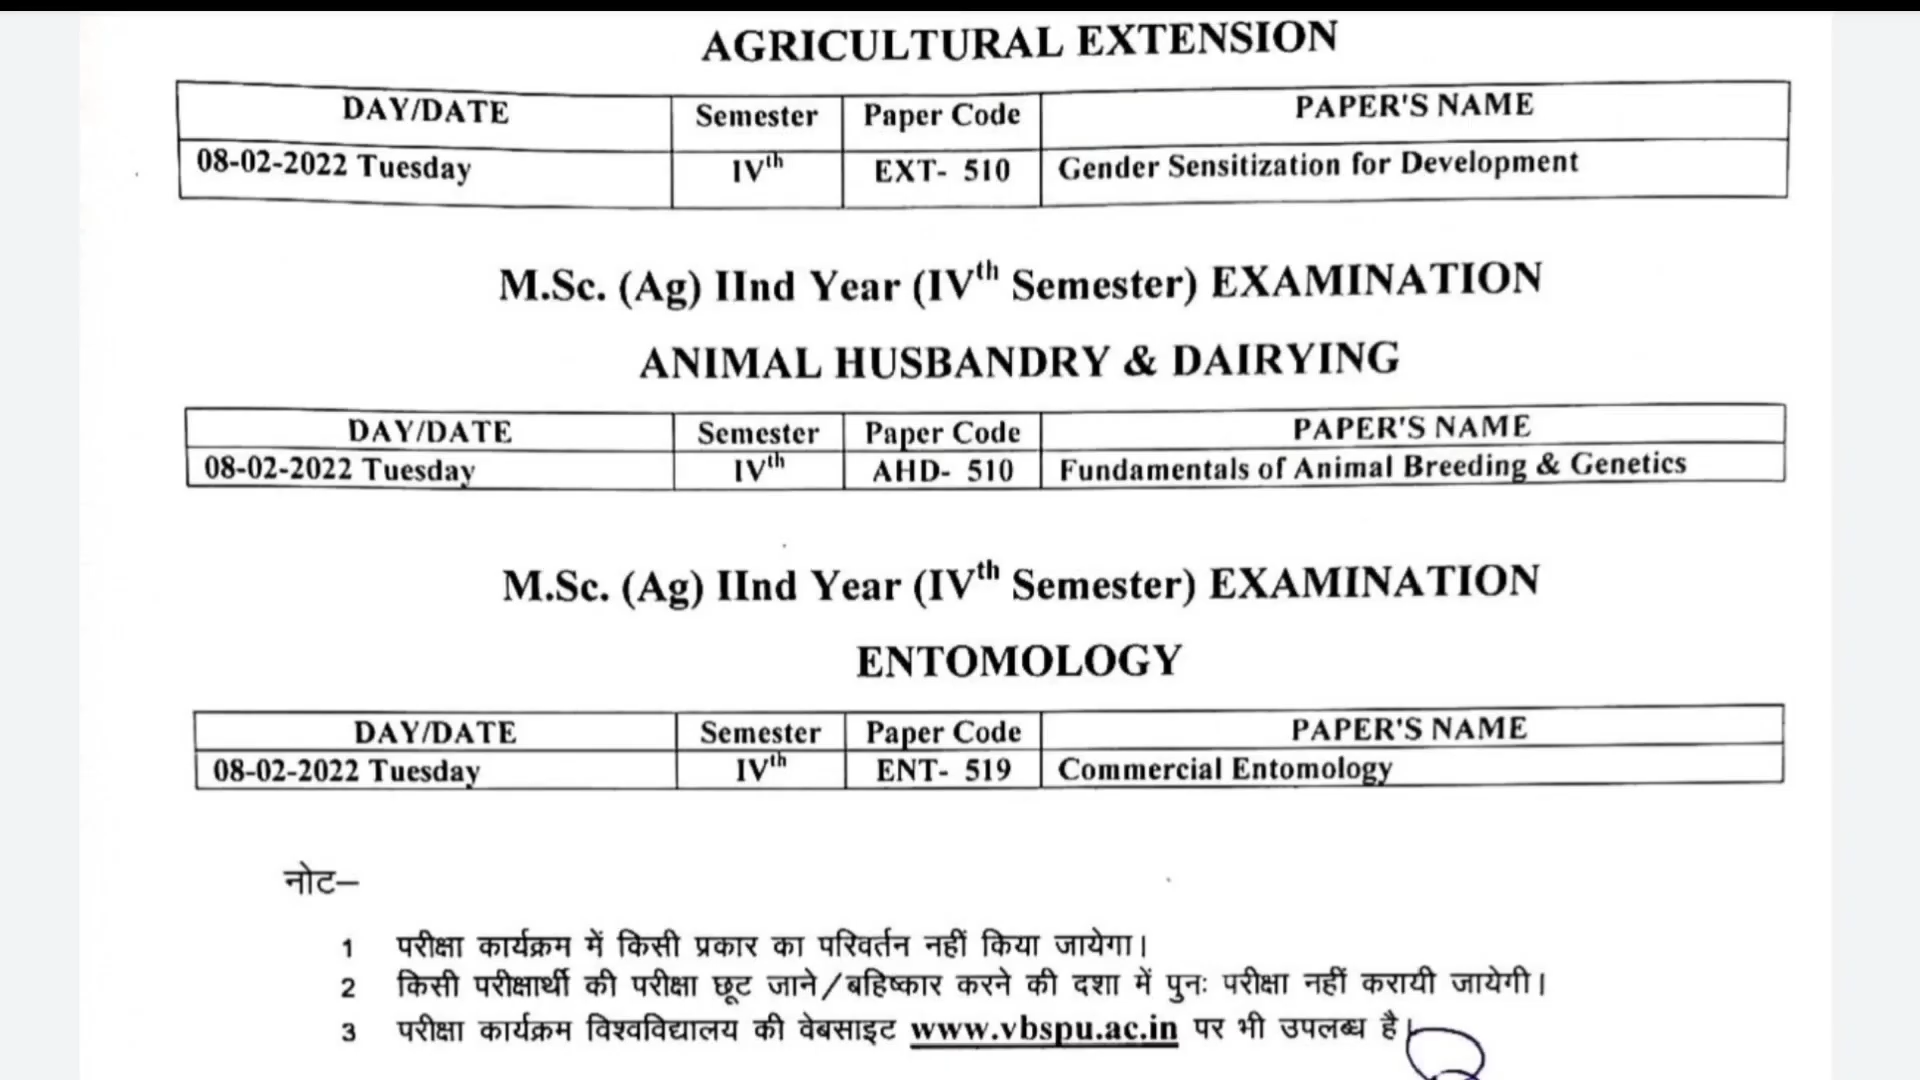 AGRICULTURAL EXTENSION
DAY/DATE Semester Paper Code PAPER'S NAME
08-02-2022 Tuesday IVth EXT- 510 Gender Sensitization for Development
M.Sc. (Ag) IInd Year (IVth Semester) EXAMINATION
ANIMAL HUSBANDRY & DAIRYING
DAY/DATE Semester Paper Code PAPER'S NAME
08-02-2022 Tuesday IVth AHD- 510 Fundamentals of Animal Breeding & Genetics
M.Sc. (Ag) IInd Year (IVth Semester) EXAMINATION
ENTOMOLOGY
DAY/DATE Semester Paper Code PAPER'S NAME
08-02-2022 Tuesday IVth ENT- 519 Commercial Entomology
नोट–
1 परीक्षा कार्यक्रम में किसी प्रकार का परिवर्तन नहीं किया जायेगा।
2 किसी परीक्षार्थी की परीक्षा छूट जाने/बहिष्कार करने की दशा में पुनः परीक्षा नहीं करायी जायेगी।
3 परीक्षा कार्यक्रम विश्वविद्यालय की वेबसाइट www.vbspu.ac.in पर भी उपलब्ध है।